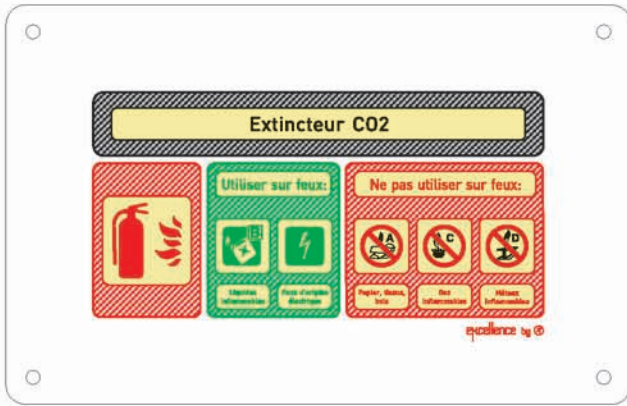 Extincteur CO2
Utiliser sur feux:
Ne pas utiliser sur feux:
B
A
C
D
Liquides inflammables
Feux d'origine électrique
Papier, tissus, bois
Gaz inflammables
Métaux inflammables
excellence by